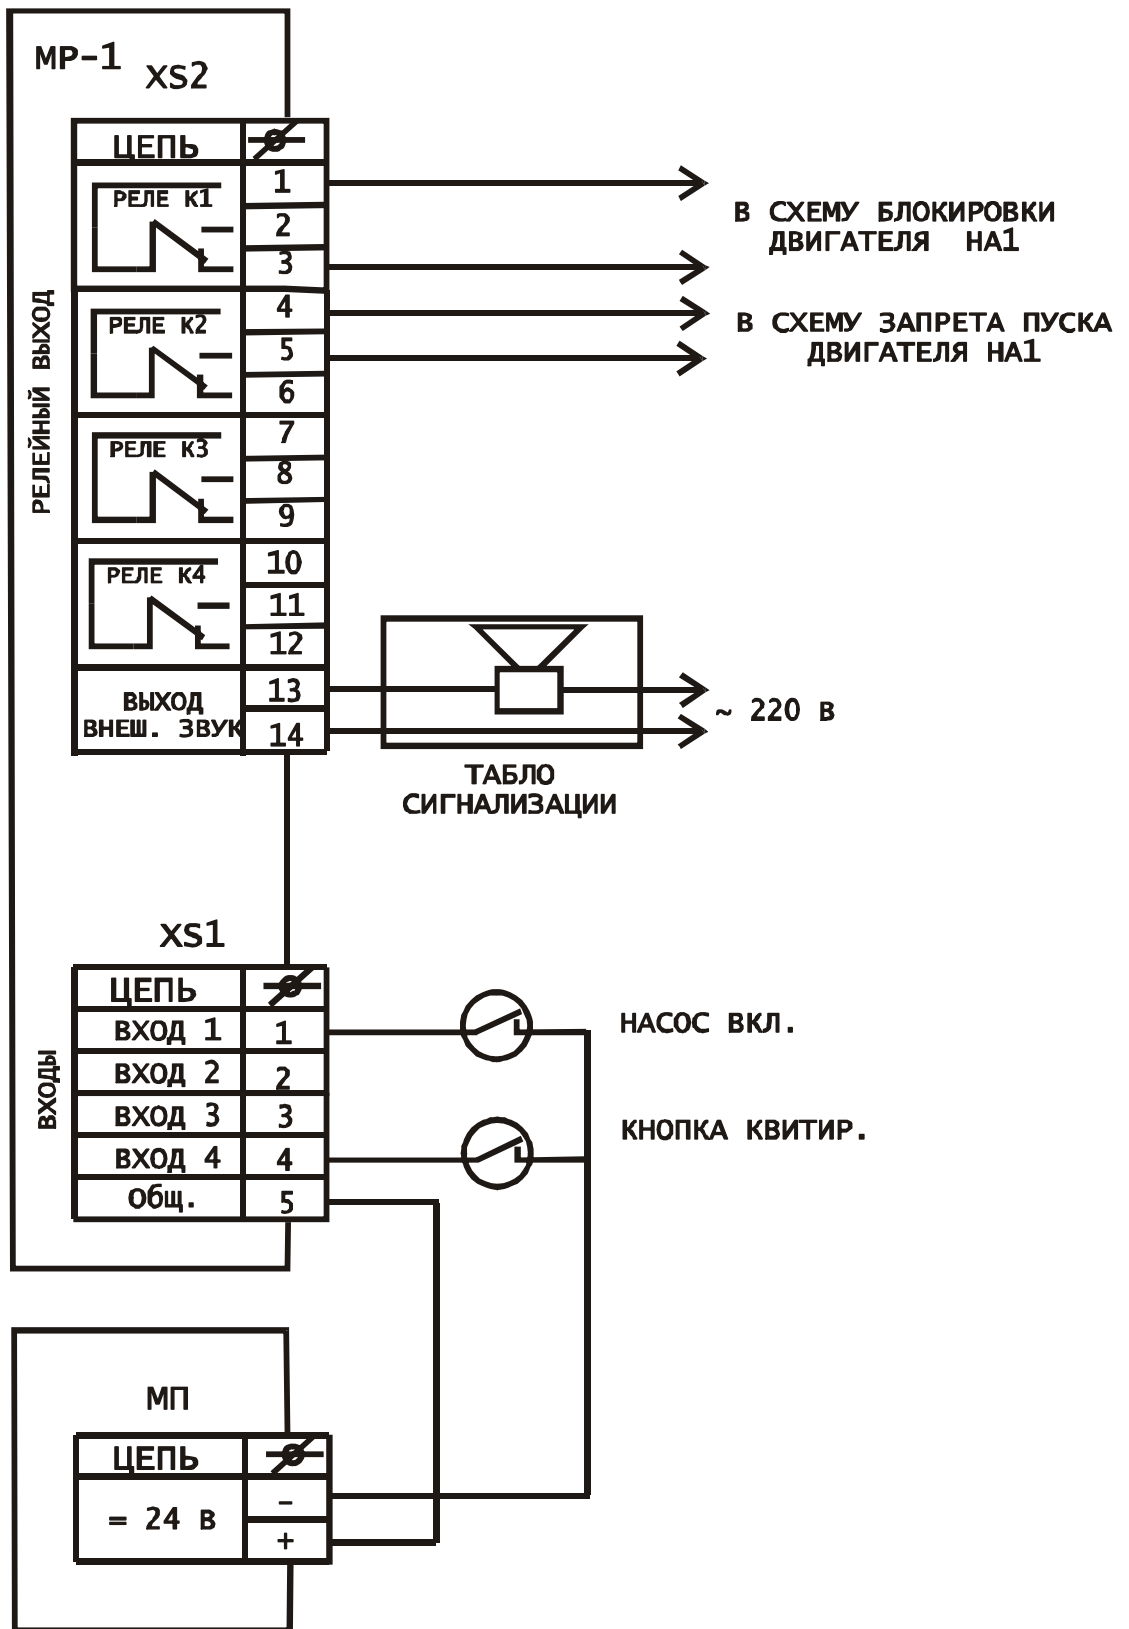 МР-1
XS2
ЦЕПЬ
РЕЛЕЙНЫЙ ВЫХОД
РЕЛЕ К1
1
2
3
В СХЕМУ БЛОКИРОВКИ
ДВИГАТЕЛЯ НА1
РЕЛЕ К2
4
5
6
В СХЕМУ ЗАПРЕТА ПУСКА
ДВИГАТЕЛЯ НА1
РЕЛЕ К3
7
8
9
РЕЛЕ К4
10
11
12
ВЫХОД
ВНЕШ. ЗВУК
13
14
~ 220 В
ТАБЛО
СИГНАЛИЗАЦИИ
XS1
ЦЕПЬ
ВХОДЫ
ВХОД 1 1
НАСОС ВКЛ.
ВХОД 2 2
ВХОД 3 3
КНОПКА КВИТИР.
ВХОД 4 4
Общ. 5
МП
ЦЕПЬ
= 24 В
-
+